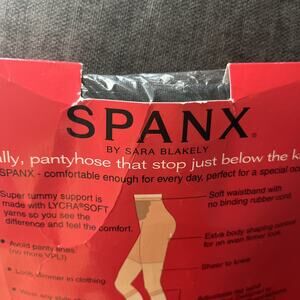 SPANX®
BY SARA BLAKELY
ally, pantyhose that stop just below the k
SPANX - comfortable enough for every day, perfect for a special oc
Super tummy support is
made with LYCRA®SOFT
yarns so you see the
difference and feel the comfort.
Avoid panty lines
(no more VPL!)
Look slimmer in clothing
Wear any
Soft waistband with
no binding rubber cord.
Extra body shaping control
for an even firmer look.
Sheer to knee